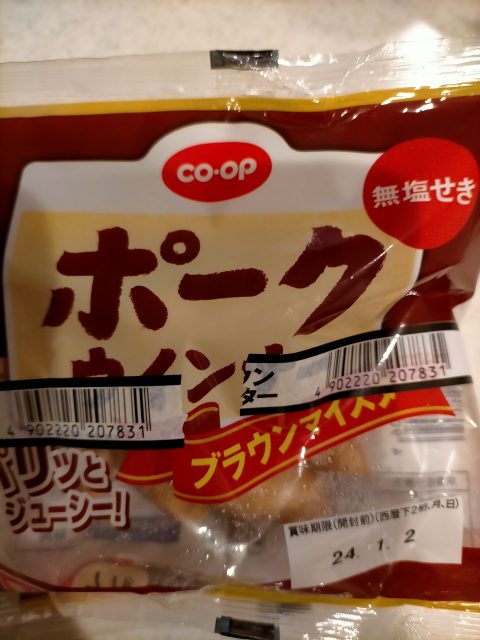 CO·OP
無塩せき
ポーク
ウイン
ン
ター
4 902220 207831
4 902220 207831
ブラウンマイスター
パリッと
ジューシー!
賞味期限(開封前)(西暦下2桁.月.日)
24. 1. 2